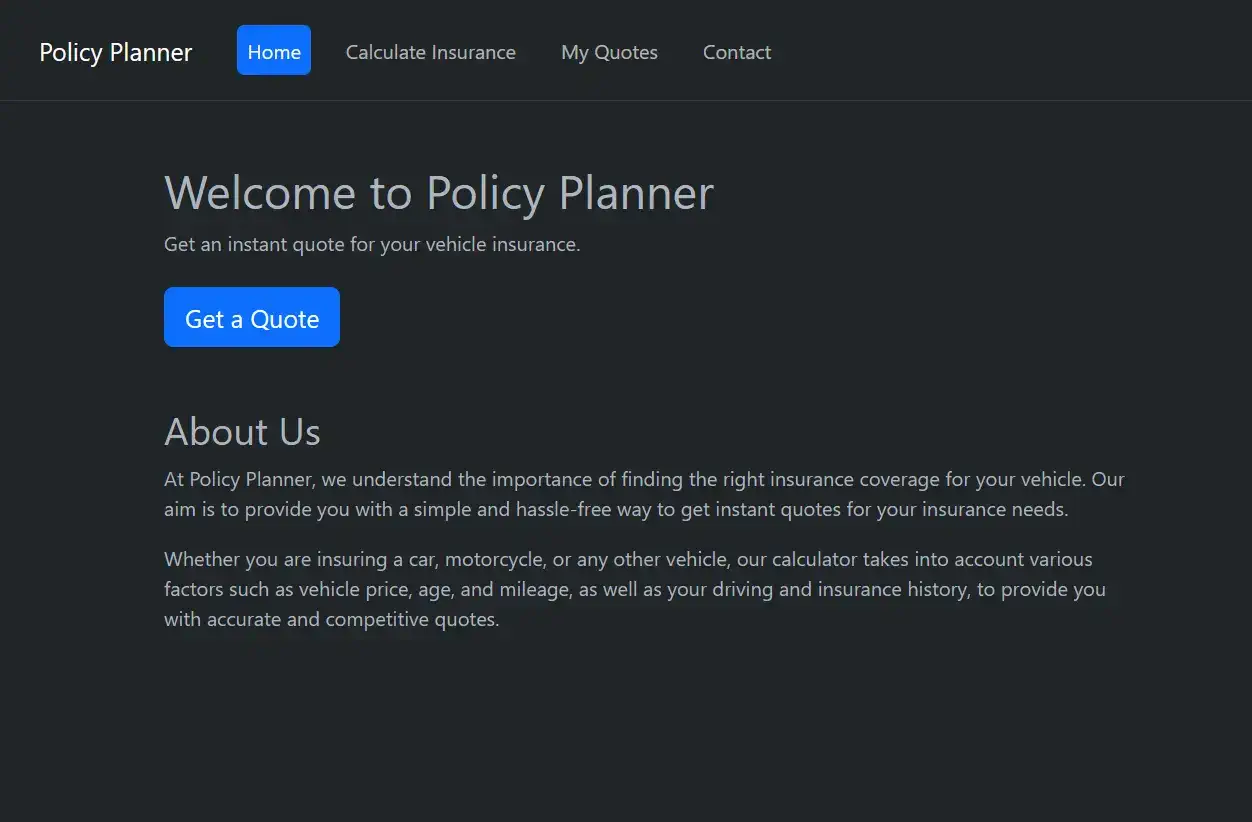 Policy Planner Home Calculate Insurance My Quotes Contact
Welcome to Policy Planner
Get an instant quote for your vehicle insurance.
Get a Quote
About Us
At Policy Planner, we understand the importance of finding the right insurance coverage for your vehicle. Our
aim is to provide you with a simple and hassle-free way to get instant quotes for your insurance needs.
Whether you are insuring a car, motorcycle, or any other vehicle, our calculator takes into account various
factors such as vehicle price, age, and mileage, as well as your driving and insurance history, to provide you
with accurate and competitive quotes.